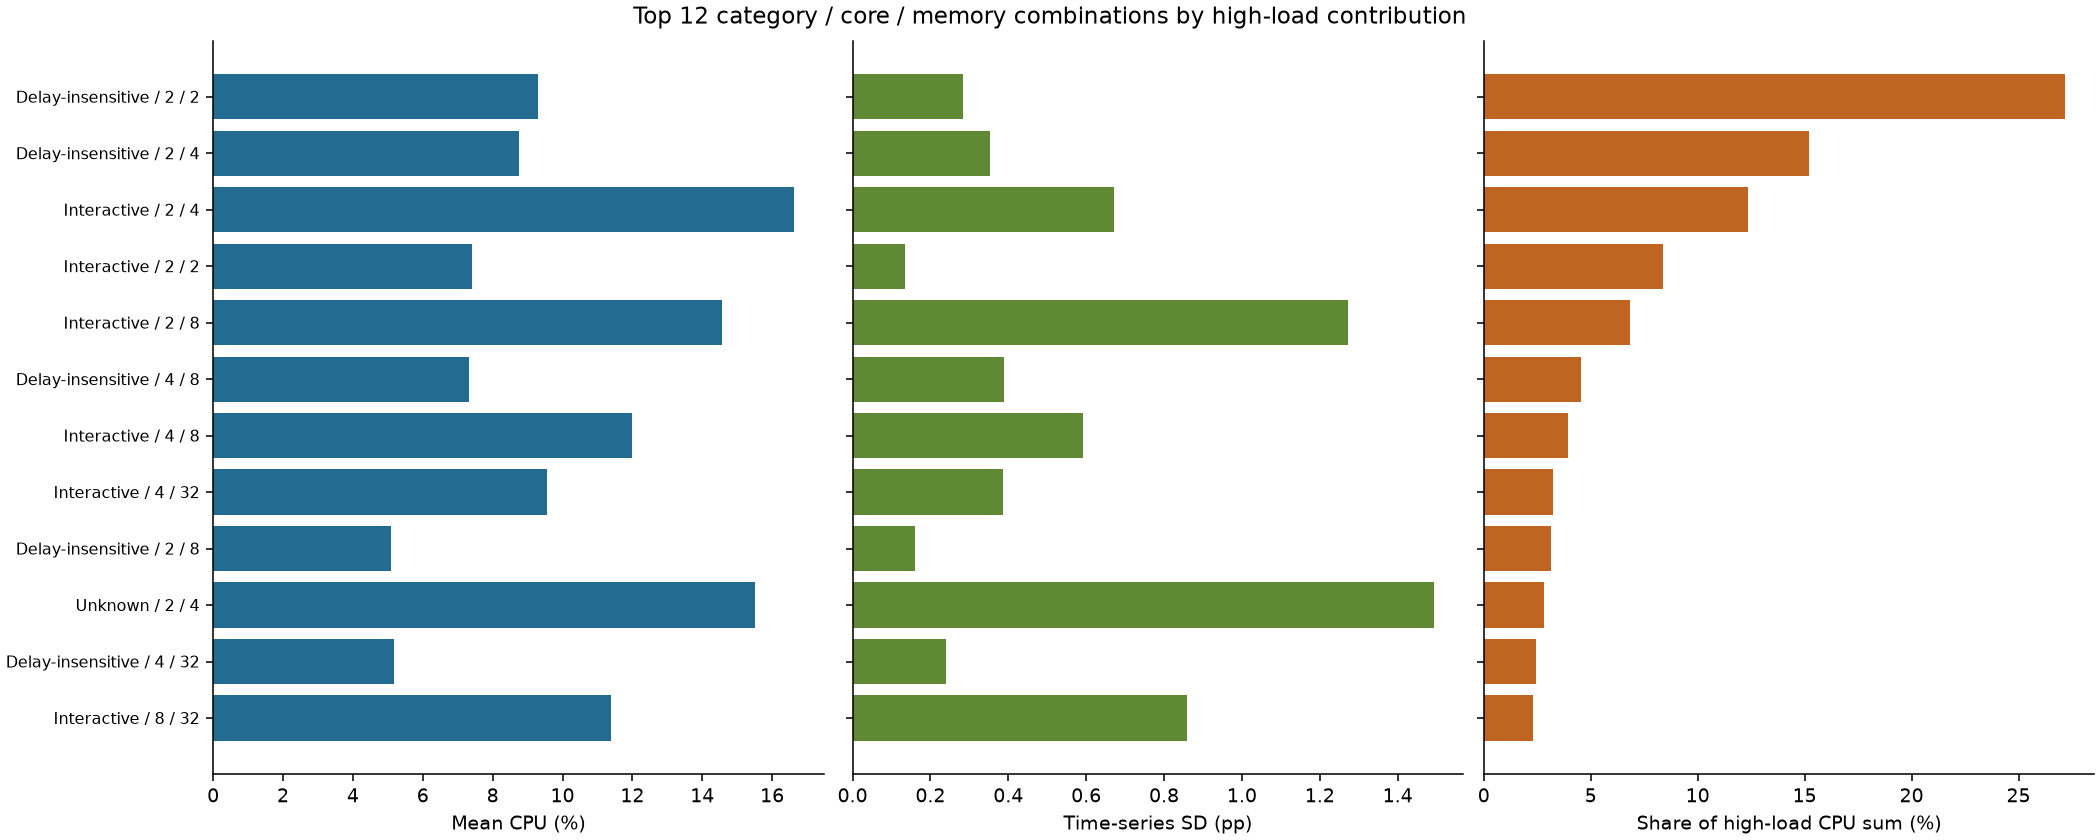 Top 12 category / core / memory combinations by high-load contribution
Delay-insensitive / 2 / 2
Delay-insensitive / 2 / 4
Interactive / 2 / 4
Interactive / 2 / 2
Interactive / 2 / 8
Delay-insensitive / 4 / 8
Interactive / 4 / 8
Interactive / 4 / 32
Delay-insensitive / 2 / 8
Unknown / 2 / 4
Delay-insensitive / 4 / 32
Interactive / 8 / 32
0 2 4 6 8 10 12 14 16
Mean CPU (%)
0.0 0.2 0.4 0.6 0.8 1.0 1.2 1.4
Time-series SD (pp)
0 5 10 15 20 25
Share of high-load CPU sum (%)